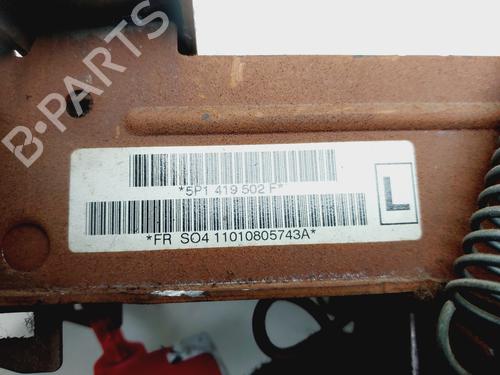 B-PARTS
*5P1 419 502 F*
L
*FR SO4 11010805743A*